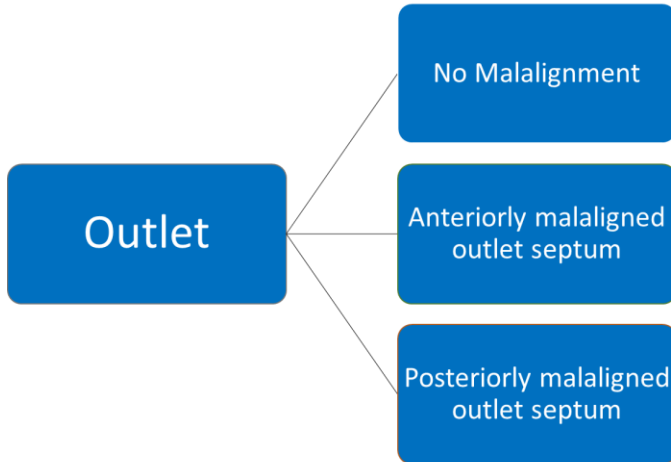 Outlet
No Malalignment
Anteriorly malaligned
outlet septum
Posteriorly malaligned
outlet septum